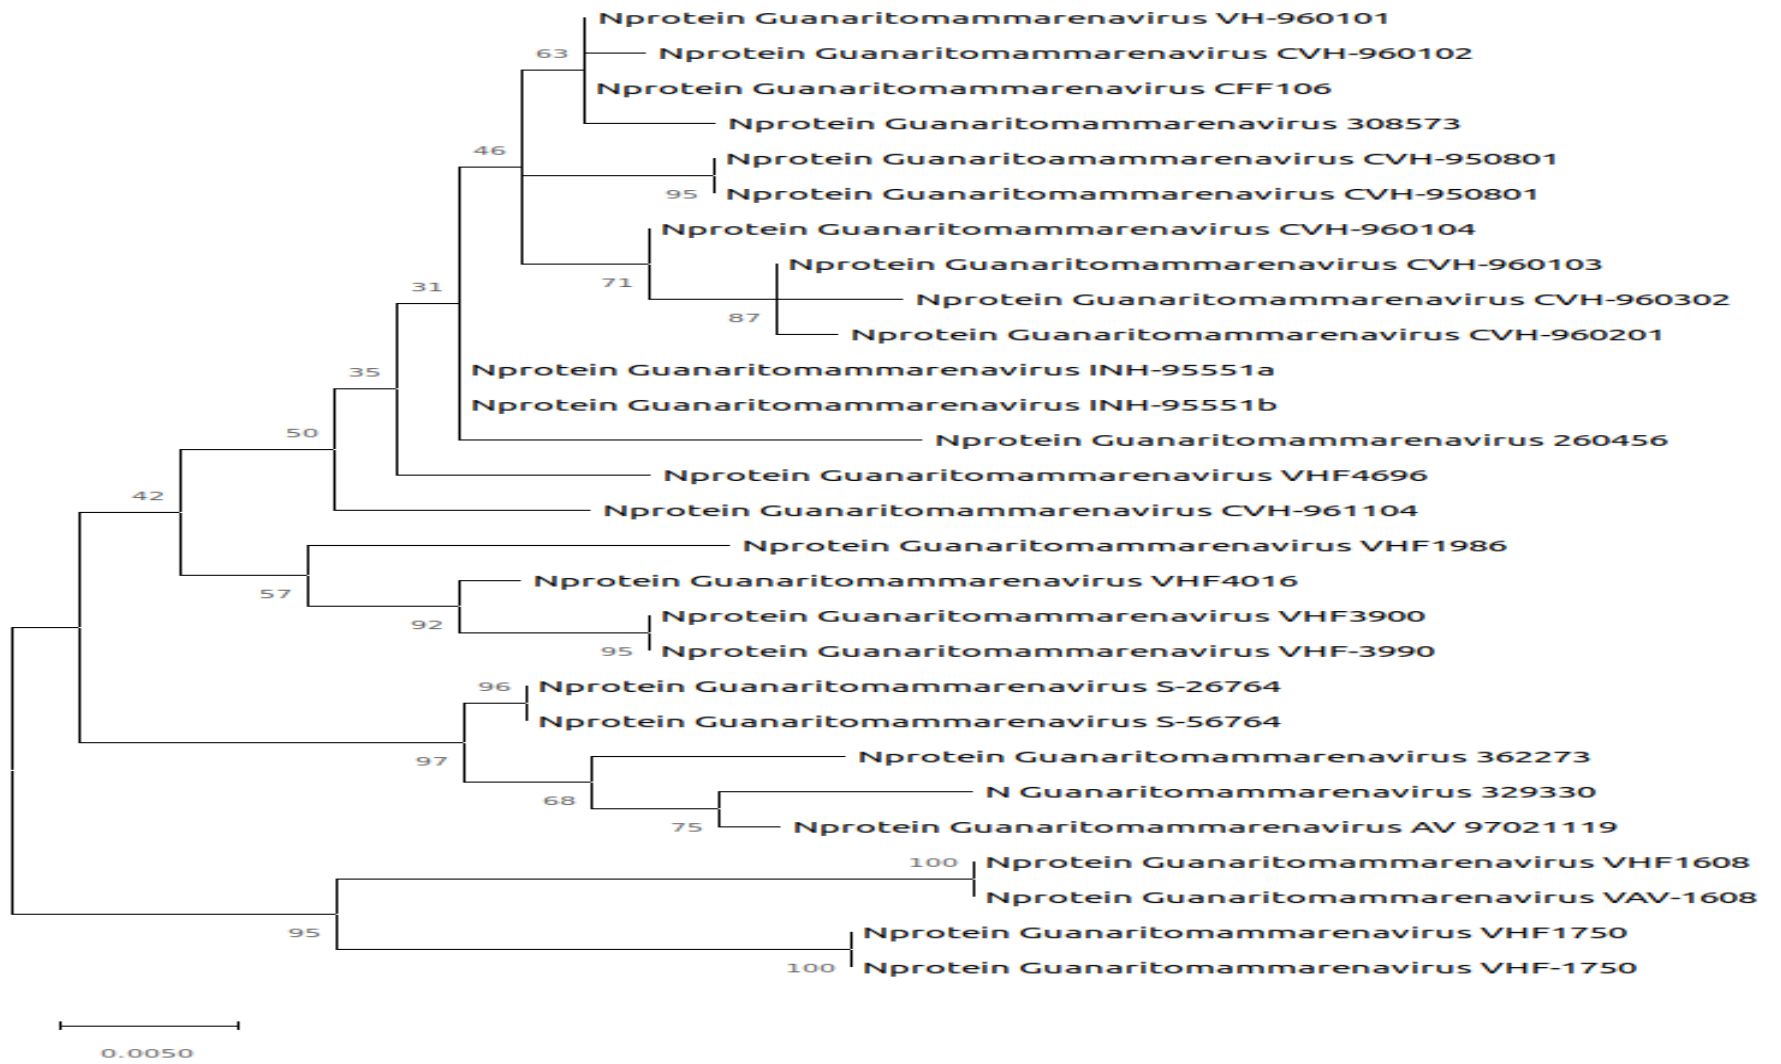 Nprotein Guanaritomammarenavirus VH-960101
63
Nprotein Guanaritomammarenavirus CVH-960102
Nprotein Guanaritomammarenavirus CFF106
Nprotein Guanaritomammarenavirus 308573
46
Nprotein Guanaritoamammarenavirus CVH-950801
95
Nprotein Guanaritomammarenavirus CVH-950801
Nprotein Guanaritomammarenavirus CVH-960104
Nprotein Guanaritomammarenavirus CVH-960103
71
31
Nprotein Guanaritomammarenavirus CVH-960302
87
Nprotein Guanaritomammarenavirus CVH-960201
35
Nprotein Guanaritomammarenavirus INH-95551a
Nprotein Guanaritomammarenavirus INH-95551b
50
Nprotein Guanaritomammarenavirus 260456
Nprotein Guanaritomammarenavirus VHF4696
42
Nprotein Guanaritomammarenavirus CVH-961104
Nprotein Guanaritomammarenavirus VHF1986
Nprotein Guanaritomammarenavirus VHF4016
57
Nprotein Guanaritomammarenavirus VHF3900
92
95
Nprotein Guanaritomammarenavirus VHF-3990
96
Nprotein Guanaritomammarenavirus S-26764
Nprotein Guanaritomammarenavirus S-56764
97
Nprotein Guanaritomammarenavirus 362273
68
N Guanaritomammarenavirus 329330
75
Nprotein Guanaritomammarenavirus AV 97021119
100
Nprotein Guanaritomammarenavirus VHF1608
Nprotein Guanaritomammarenavirus VAV-1608
95
Nprotein Guanaritomammarenavirus VHF1750
100
Nprotein Guanaritomammarenavirus VHF-1750
0.0050